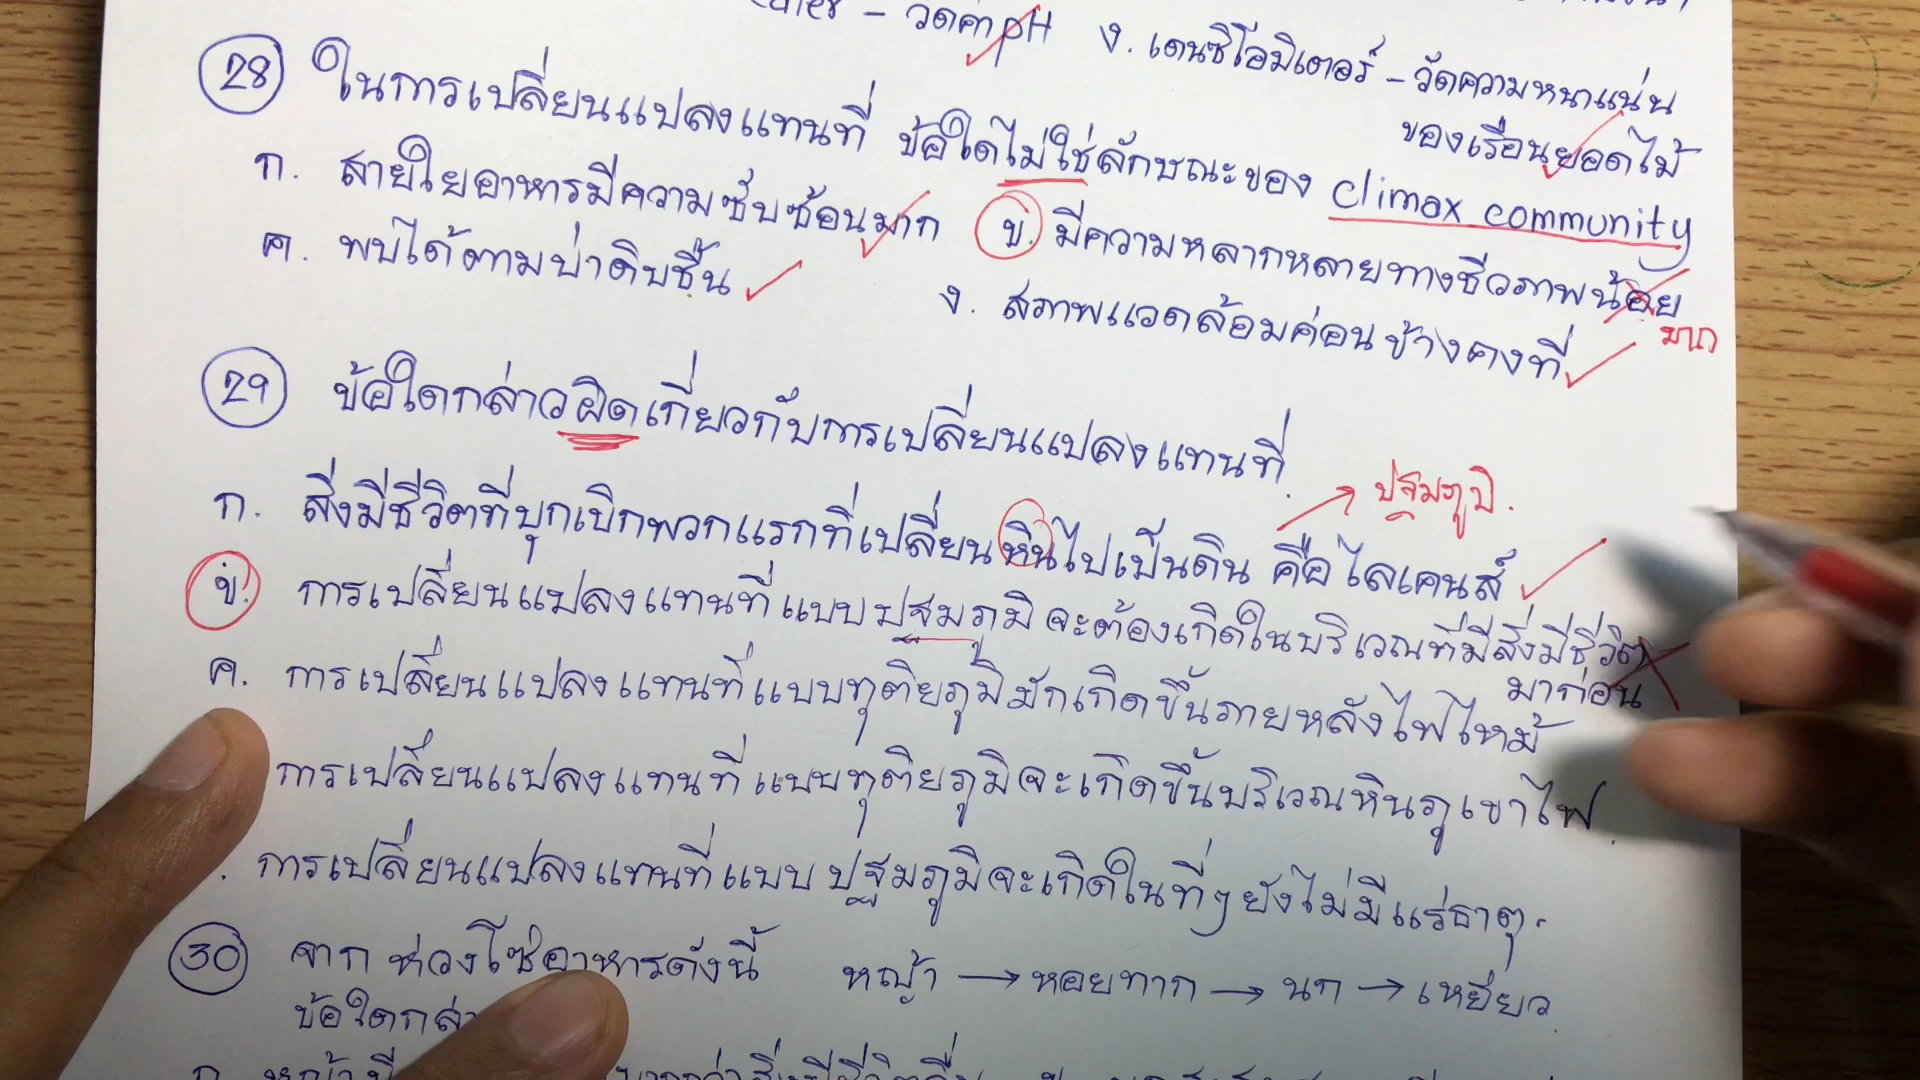 วัดค่า pH ง. เดนซิโอมิเตอร์ - วัดความหนาแน่น
ของเรือนยอดไม้
28 ในการเปลี่ยนแปลงแทนที่ ข้อใดไม่ใช่ลักษณะของ climax community
ก. สายใยอาหารมีความซับซ้อนมาก ข. มีความหลากหลายทางชีวภาพน้อย
มาก
ค. พบได้ตามป่าดิบชื้น ง. สภาพแวดล้อมค่อนข้างคงที่
29 ข้อใดกล่าวผิดเกี่ยวกับการเปลี่ยนแปลงแทนที่
ปฐมภูมิ
ก. สิ่งมีชีวิตที่บุกเบิกพวกแรกที่เปลี่ยนหินไปเป็นดิน คือไลเคนส์
ข. การเปลี่ยนแปลงแทนที่แบบปฐมภูมิ จะต้องเกิดในบริเวณที่มีสิ่งมีชีวิต
มาก่อน
ค. การเปลี่ยนแปลงแทนที่แบบทุติยภูมิมักเกิดขึ้นภายหลังไฟไหม้
การเปลี่ยนแปลงแทนที่แบบทุติยภูมิจะเกิดขึ้นบริเวณหินภูเขาไฟ
การเปลี่ยนแปลงแทนที่แบบปฐมภูมิจะเกิดในที่ๆยังไม่มีแร่ธาตุ
30 จากห่วงโซ่อาหารดังนี้ หญ้า → หอยทาก → นก → เหยี่ยว
ข้อใดกล่า